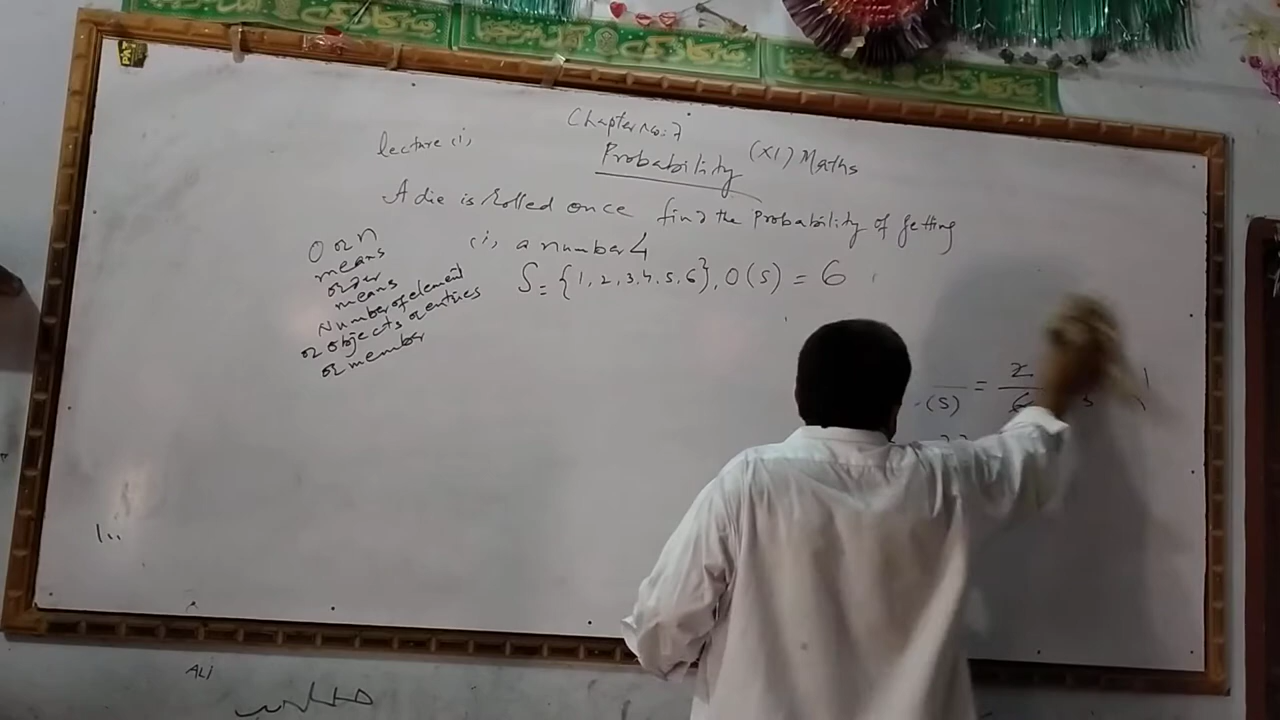 Chapter No: 7
lecture (i)
Probability (XI) Maths
A die is Rolled once find the Probability of getting
(i) a number 4
S = {1, 2, 3, 4, 5, 6}, O(S) = 6
O or n
means
order
means
Number of element
or objects or entries
or member
(S) =
ALI